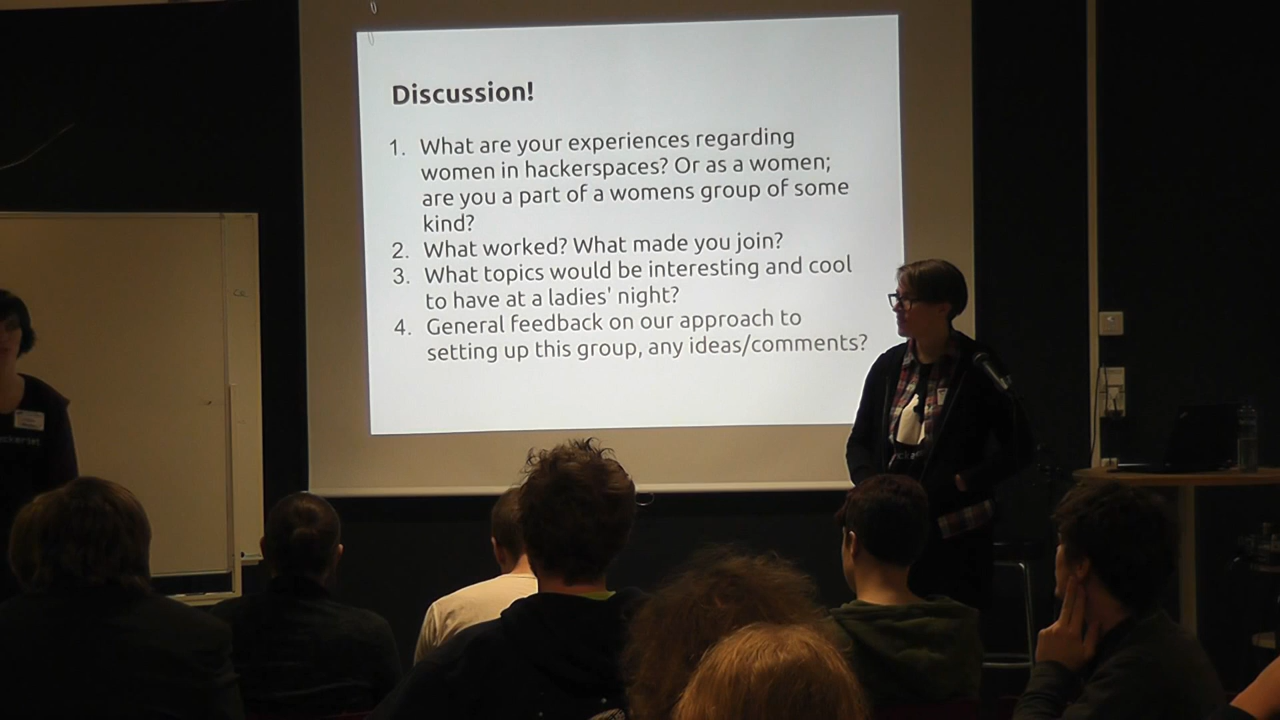 Discussion!
1. What are your experiences regarding
women in hackerspaces? Or as a women;
are you a part of a womens group of some
kind?
2. What worked? What made you join?
3. What topics would be interesting and cool
to have at a ladies' night?
4. General feedback on our approach to
setting up this group, any ideas/comments?